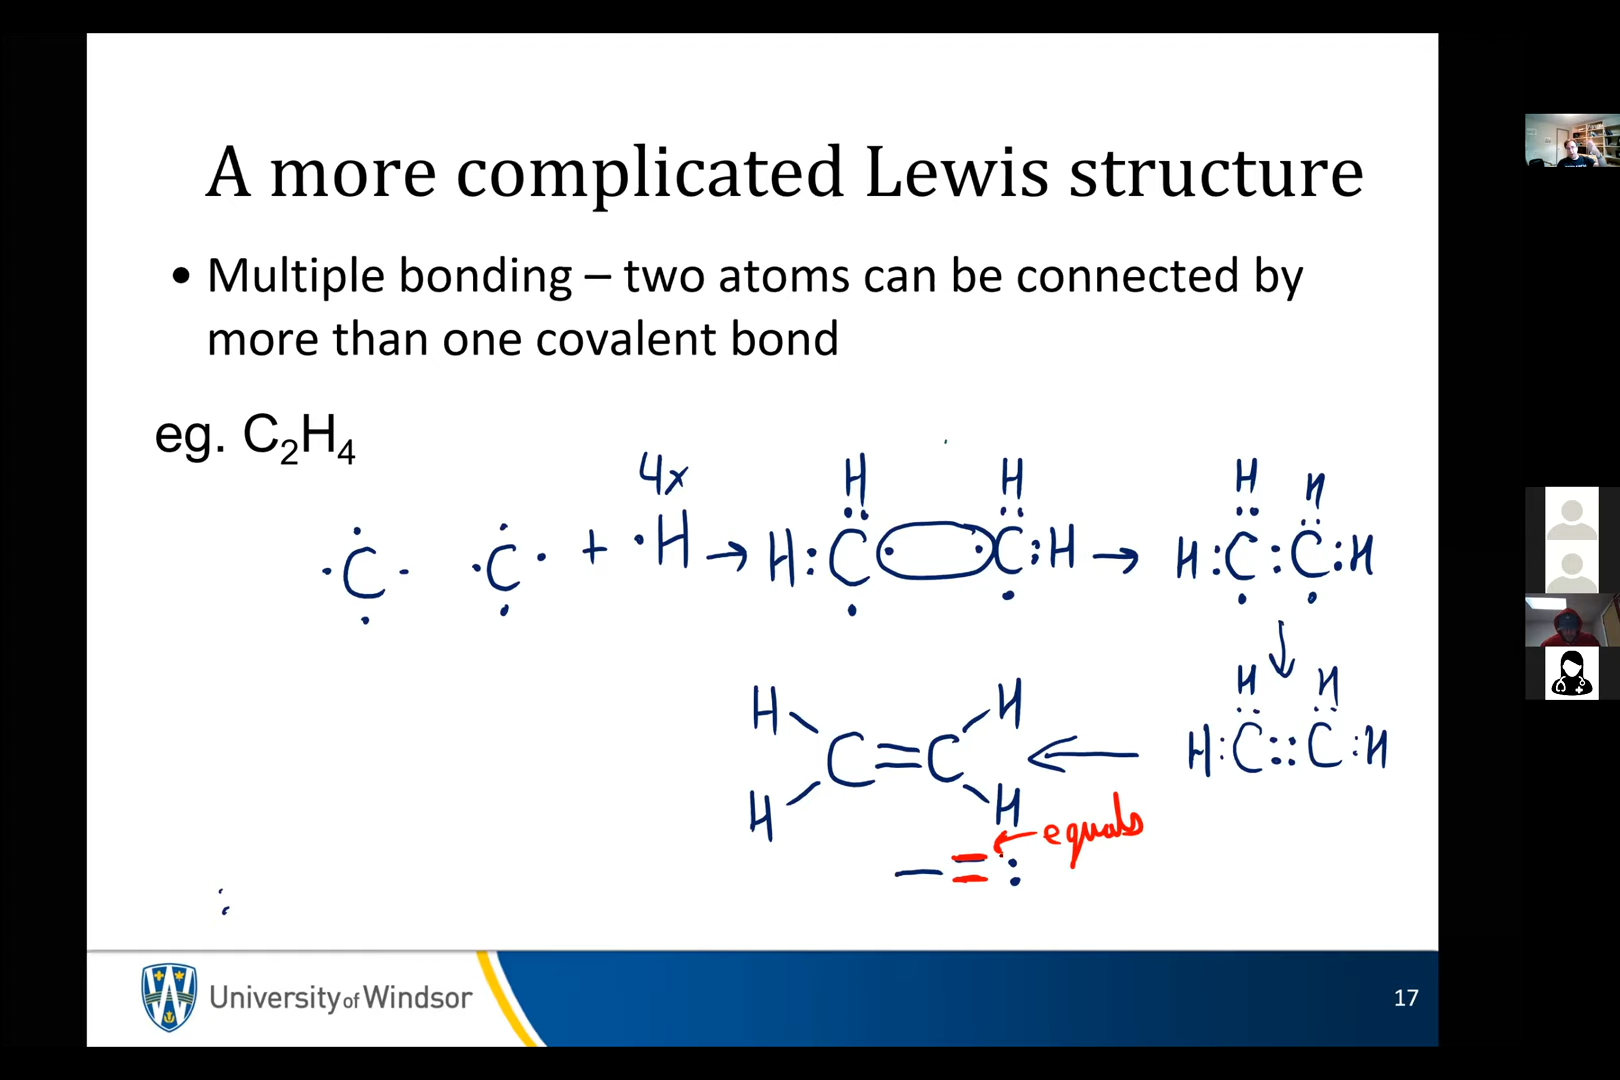 A more complicated Lewis structure
• Multiple bonding – two atoms can be connected by
more than one covalent bond
eg. C₂H₄
4x
H H H H
·C· ·C· + ·H → H:C· ·C:H → H:C:C:H
↓
H H
H H
C=C ← H:C::C:H
H H
equals
— = :
University of Windsor
17